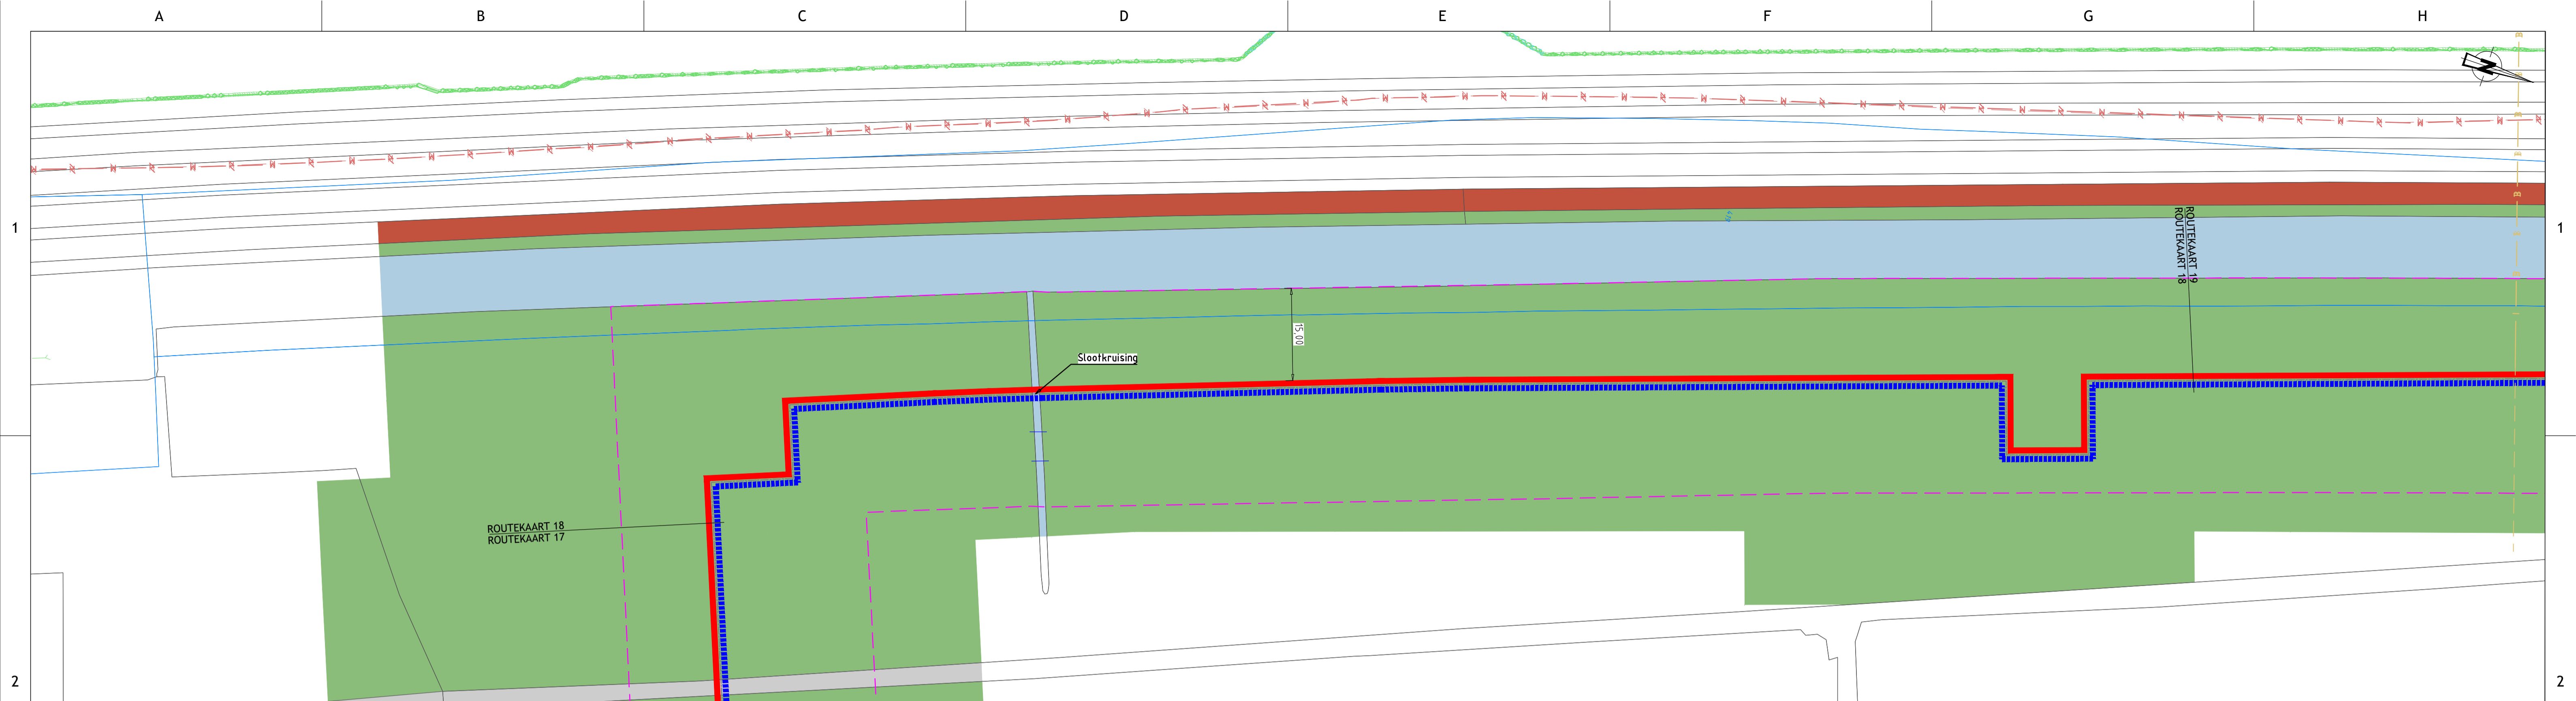 A B C D E F G H
N
1 1
ROUTEKAART 19
ROUTEKAART 18
15,00
Slootkruising
ROUTEKAART 18
ROUTEKAART 17
2 2